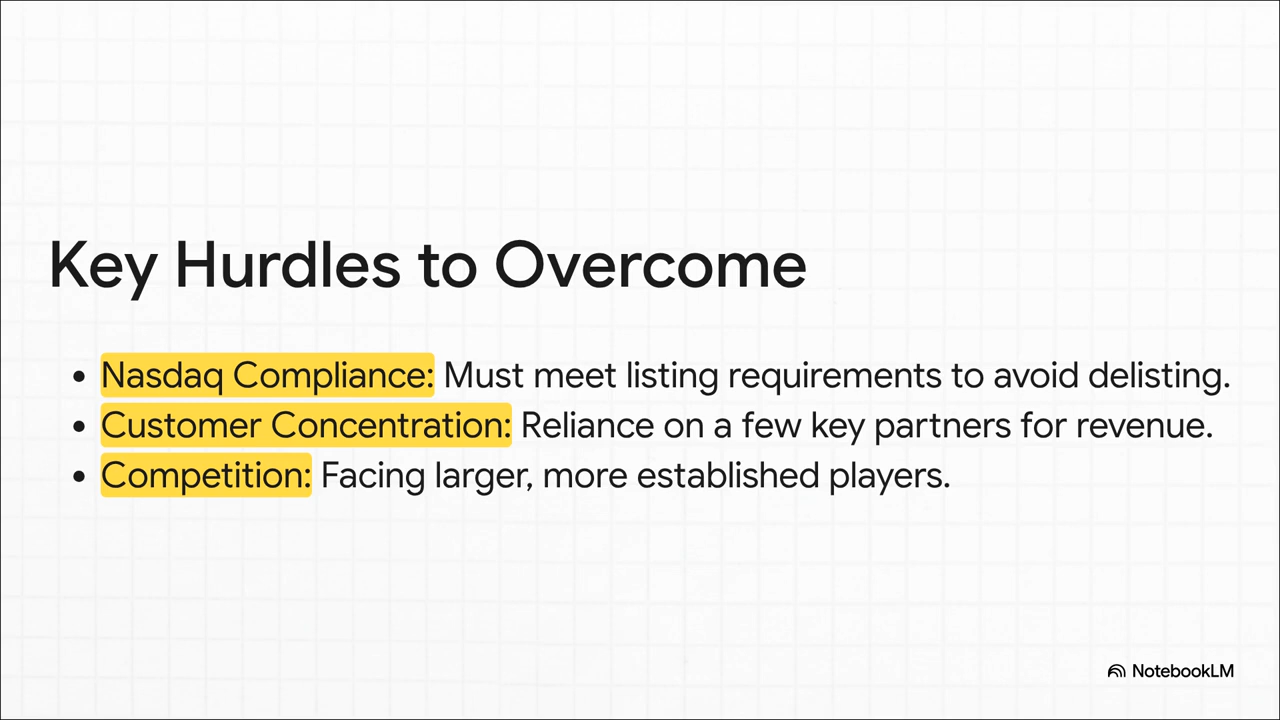 Key Hurdles to Overcome
• Nasdaq Compliance: Must meet listing requirements to avoid delisting.
• Customer Concentration: Reliance on a few key partners for revenue.
• Competition: Facing larger, more established players.
NotebookLM